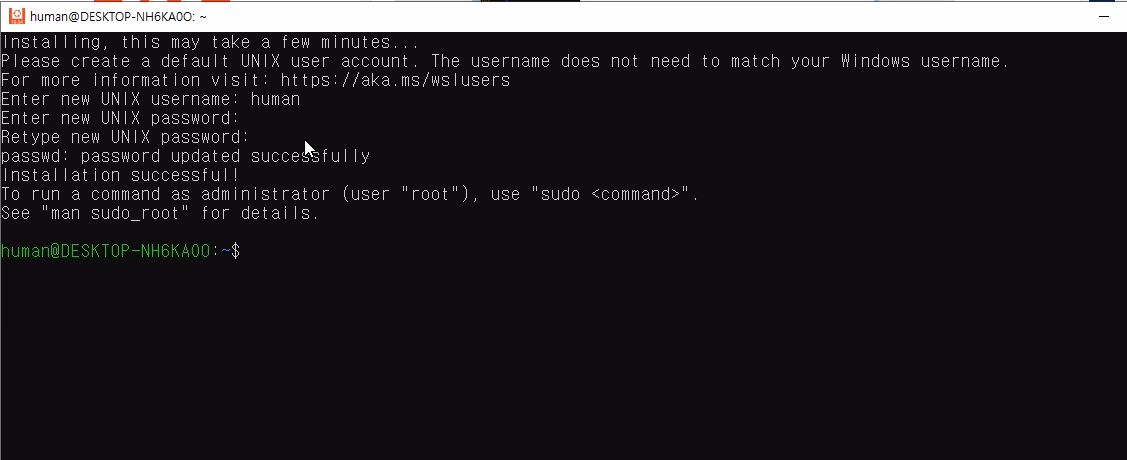 human@DESKTOP-NH6KA0O: ~
Installing, this may take a few minutes...
Please create a default UNIX user account. The username does not need to match your Windows username.
For more information visit: https://aka.ms/wslusers
Enter new UNIX username: human
Enter new UNIX password:
Retype new UNIX password:
passwd: password updated successfully
Installation successful!
To run a command as administrator (user "root"), use "sudo <command>".
See "man sudo_root" for details.
human@DESKTOP-NH6KA0O:~$